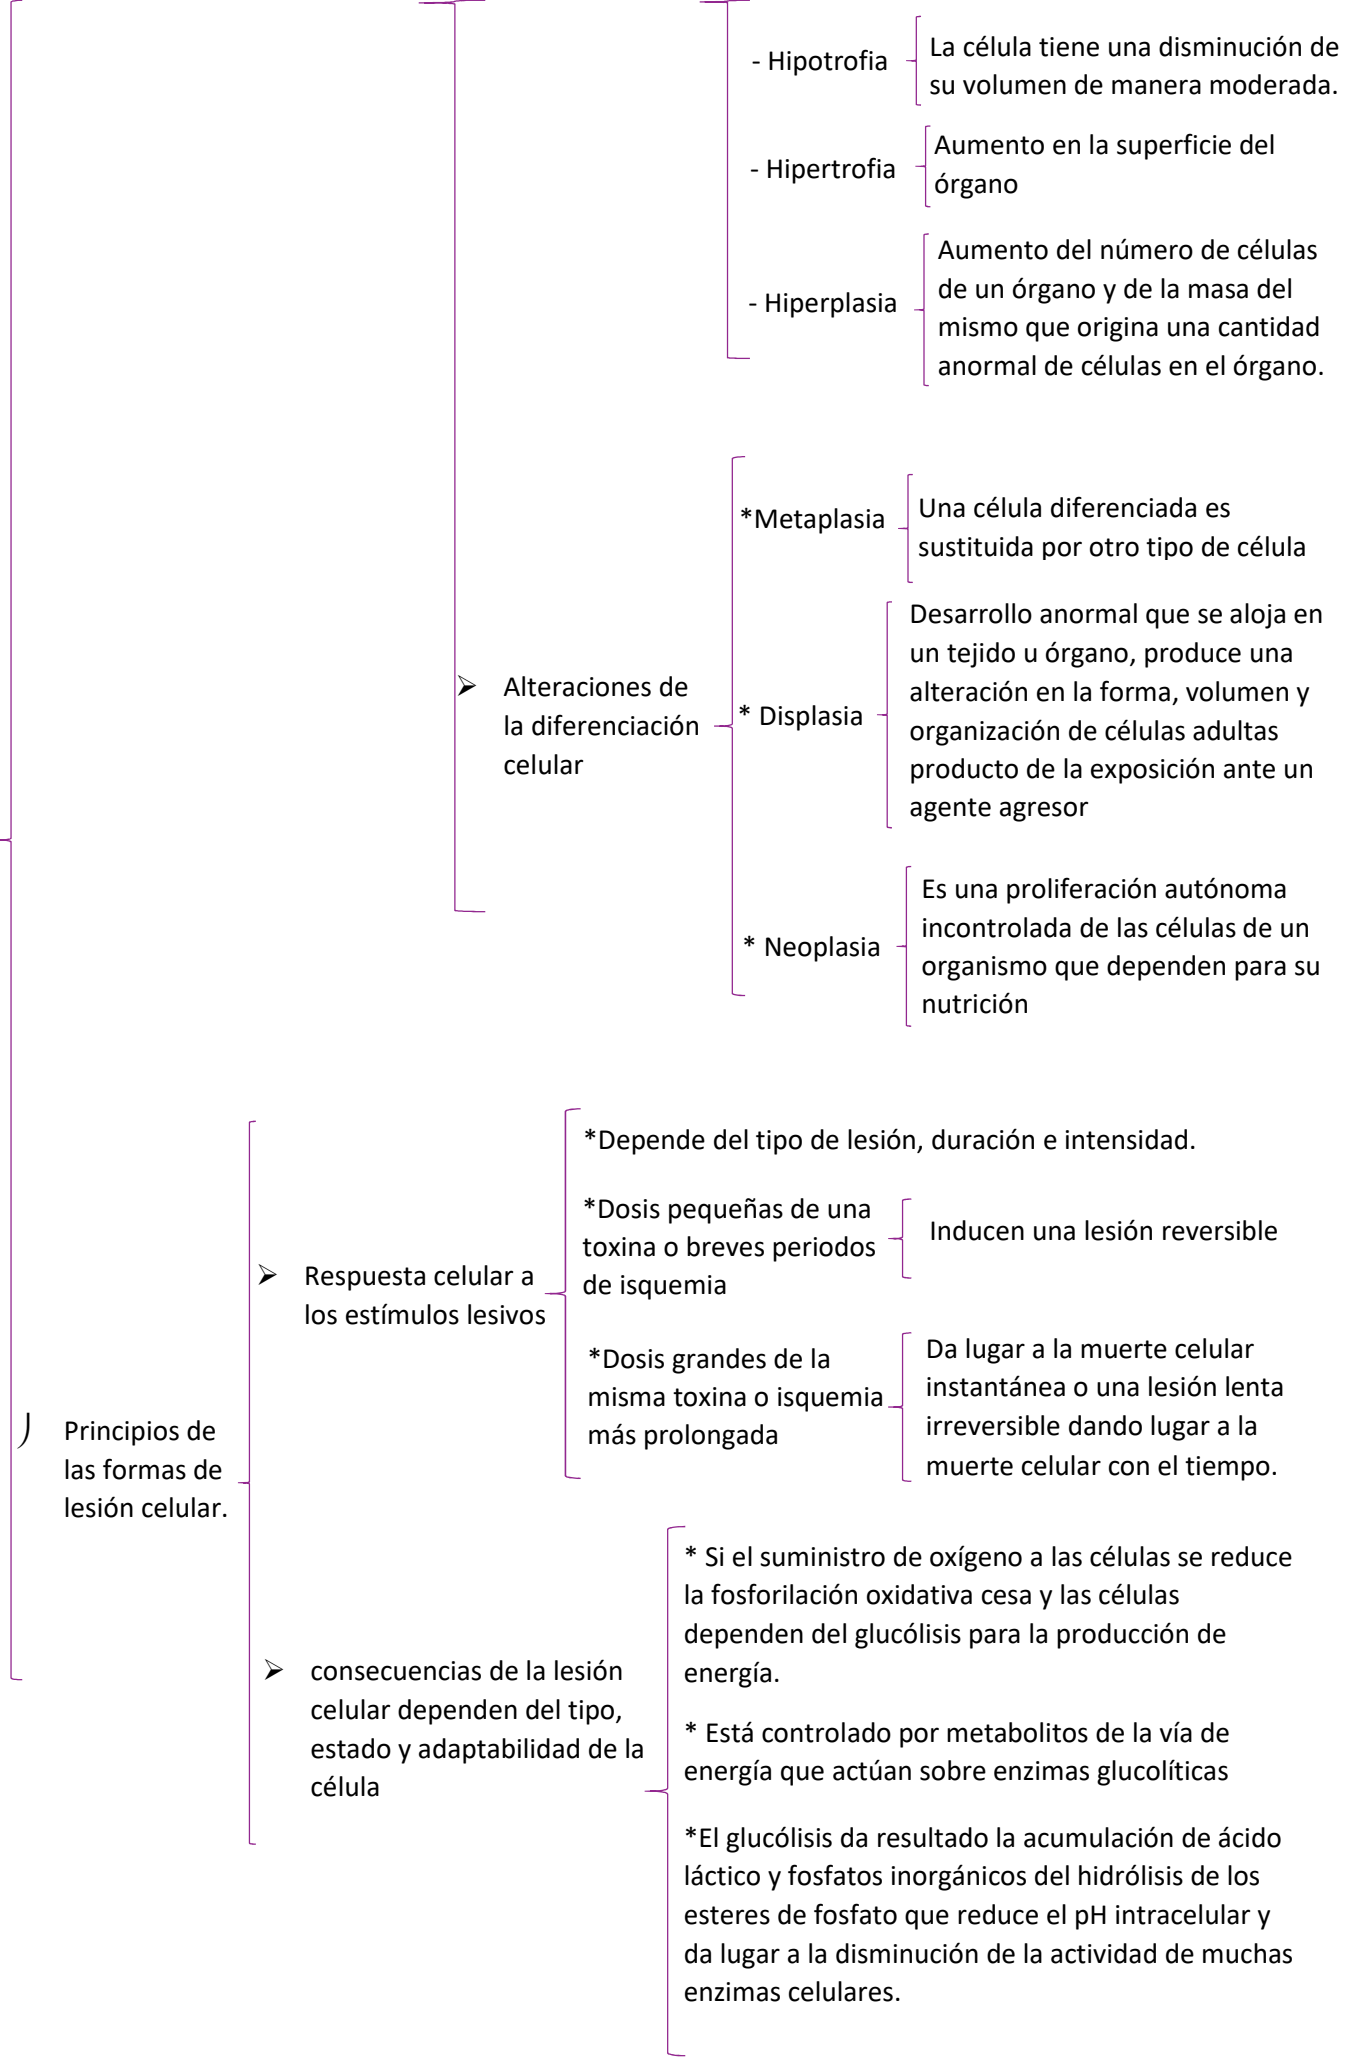 - Hipotrofia
La célula tiene una disminución de
su volumen de manera moderada.
- Hipertrofia
Aumento en la superficie del
órgano
- Hiperplasia
Aumento del número de células
de un órgano y de la masa del
mismo que origina una cantidad
anormal de células en el órgano.
➢ Alteraciones de
la diferenciación
celular
*Metaplasia
Una célula diferenciada es
sustituida por otro tipo de célula
* Displasia
Desarrollo anormal que se aloja en
un tejido u órgano, produce una
alteración en la forma, volumen y
organización de células adultas
producto de la exposición ante un
agente agresor
* Neoplasia
Es una proliferación autónoma
incontrolada de las células de un
organismo que dependen para su
nutrición
Principios de
las formas de
lesión celular.
➢ Respuesta celular a
los estímulos lesivos
*Depende del tipo de lesión, duración e intensidad.
*Dosis pequeñas de una
toxina o breves periodos
de isquemia
Inducen una lesión reversible
*Dosis grandes de la
misma toxina o isquemia
más prolongada
Da lugar a la muerte celular
instantánea o una lesión lenta
irreversible dando lugar a la
muerte celular con el tiempo.
➢ consecuencias de la lesión
celular dependen del tipo,
estado y adaptabilidad de la
célula
* Si el suministro de oxígeno a las células se reduce
la fosforilación oxidativa cesa y las células
dependen del glucólisis para la producción de
energía.
* Está controlado por metabolitos de la vía de
energía que actúan sobre enzimas glucolíticas
*El glucólisis da resultado la acumulación de ácido
láctico y fosfatos inorgánicos del hidrólisis de los
esteres de fosfato que reduce el pH intracelular y
da lugar a la disminución de la actividad de muchas
enzimas celulares.